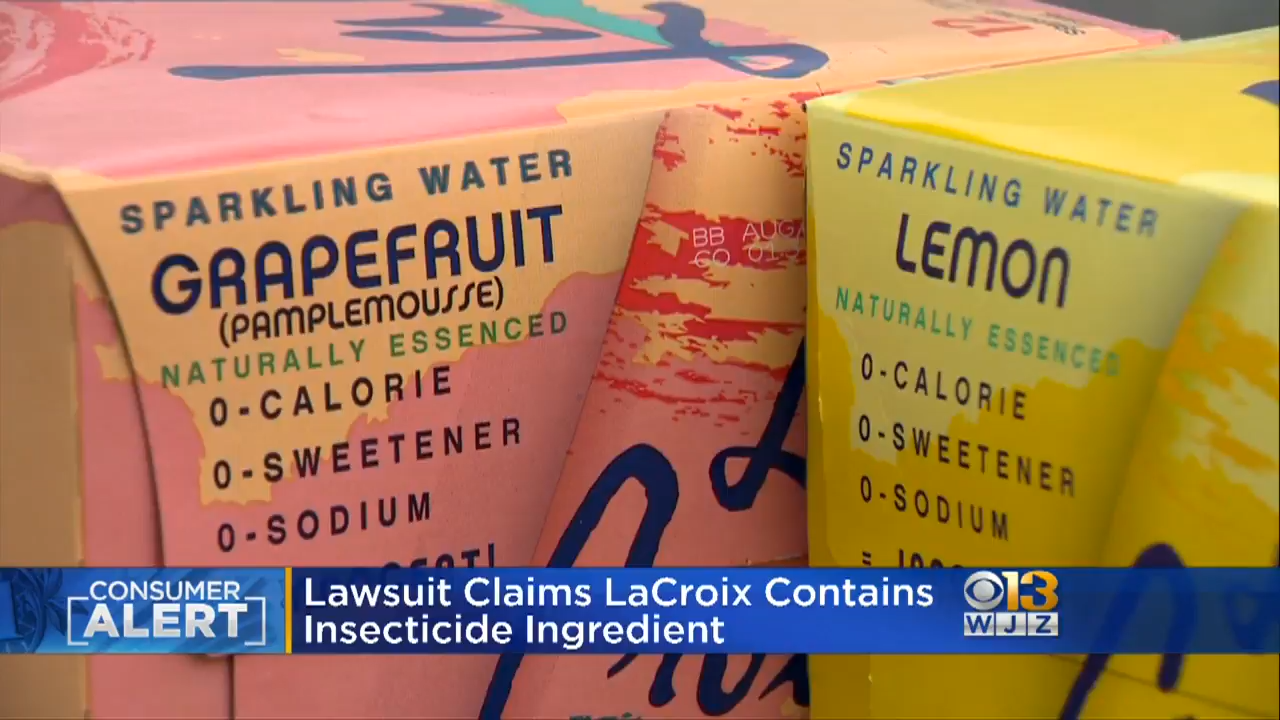 12
SPARKLING WATER
GRAPEFRUIT
(PAMPLEMOUSSE)
NATURALLY ESSENCED
0-CALORIE
0-SWEETENER
0-SODIUM
BB AUG
CO 01
SPARKLING WATER
LEMON
NATURALLY ESSENCED
0-CALORIE
0-SWEETENER
0-SODIUM
=
CONSUMER
ALERT
Lawsuit Claims LaCroix Contains
Insecticide Ingredient
13
WJZ